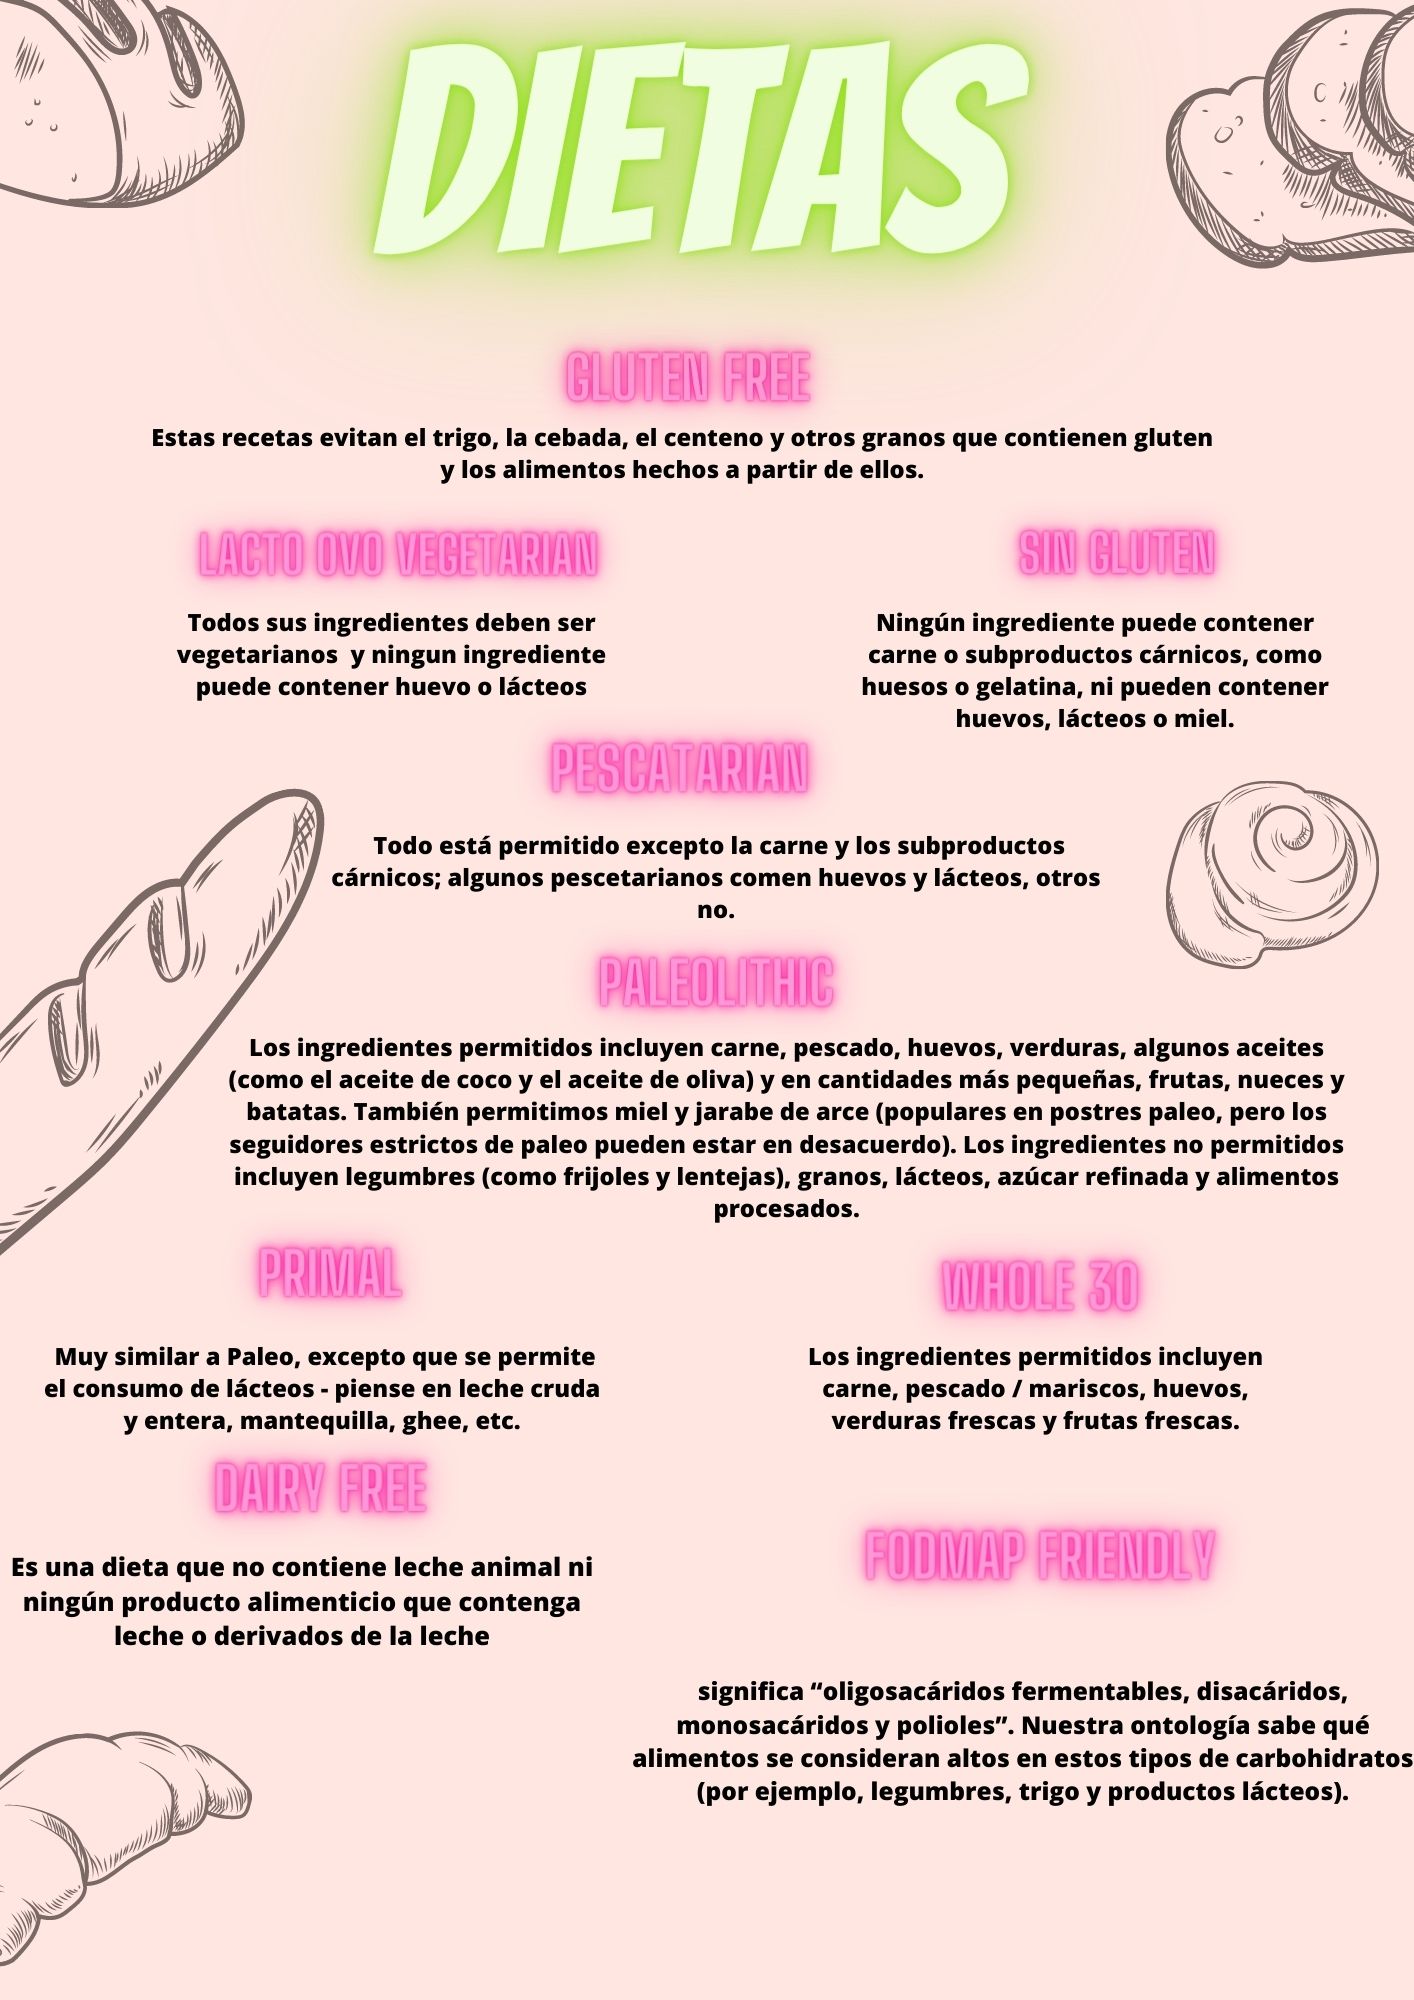 DIETAS
GLUTEN FREE
Estas recetas evitan el trigo, la cebada, el centeno y otros granos que contienen gluten
y los alimentos hechos a partir de ellos.
LACTO OVO VEGETARIAN
Todos sus ingredientes deben ser
vegetarianos  y ningun ingrediente
puede contener huevo o lácteos
SIN GLUTEN
Ningún ingrediente puede contener
carne o subproductos cárnicos, como
huesos o gelatina, ni pueden contener
huevos, lácteos o miel.
PESCATARIAN
Todo está permitido excepto la carne y los subproductos
cárnicos; algunos pescetarianos comen huevos y lácteos, otros
no.
PALEOLITHIC
Los ingredientes permitidos incluyen carne, pescado, huevos, verduras, algunos aceites
(como el aceite de coco y el aceite de oliva) y en cantidades más pequeñas, frutas, nueces y
batatas. También permitimos miel y jarabe de arce (populares en postres paleo, pero los
seguidores estrictos de paleo pueden estar en desacuerdo). Los ingredientes no permitidos
incluyen legumbres (como frijoles y lentejas), granos, lácteos, azúcar refinada y alimentos
procesados.
PRIMAL
Muy similar a Paleo, excepto que se permite
el consumo de lácteos - piense en leche cruda
y entera, mantequilla, ghee, etc.
WHOLE 30
Los ingredientes permitidos incluyen
carne, pescado / mariscos, huevos,
verduras frescas y frutas frescas.
DAIRY FREE
Es una dieta que no contiene leche animal ni
ningún producto alimenticio que contenga
leche o derivados de la leche
FODMAP FRIENDLY
significa “oligosacáridos fermentables, disacáridos,
monosacáridos y polioles”. Nuestra ontología sabe qué
alimentos se consideran altos en estos tipos de carbohidratos
(por ejemplo, legumbres, trigo y productos lácteos).